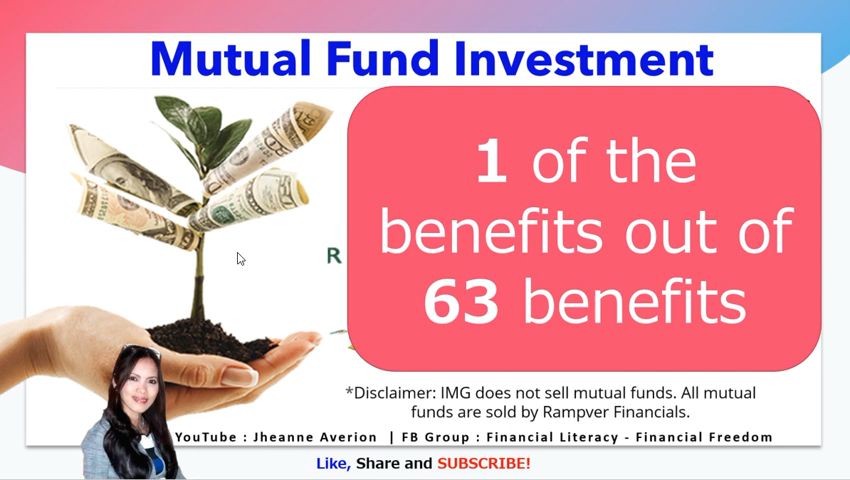 Mutual Fund Investment
1 of the
benefits out of
63 benefits
R
*Disclaimer: IMG does not sell mutual funds. All mutual
funds are sold by Rampver Financials.
YouTube : Jheanne Averion | FB Group : Financial Literacy - Financial Freedom
Like, Share and SUBSCRIBE!